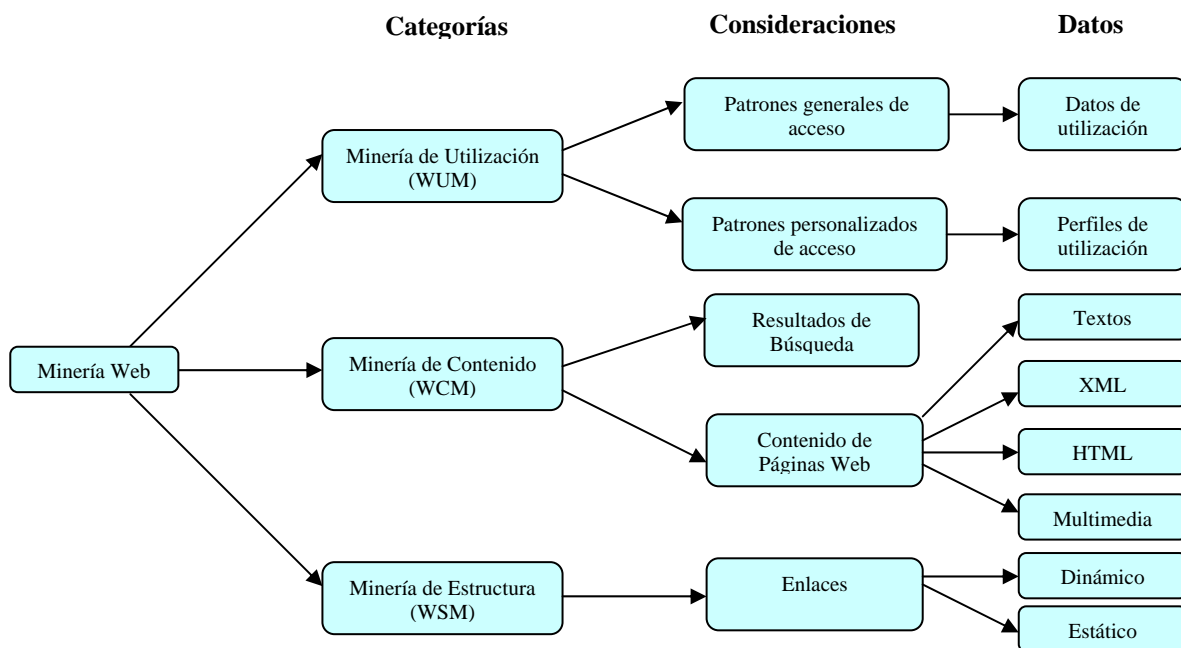 Categorías
Consideraciones
Datos
Patrones generales de
acceso
Datos de
utilización
Minería de Utilización
(WUM)
Patrones personalizados
de acceso
Perfiles de
utilización
Resultados de
Búsqueda
Textos
Minería Web
Minería de Contenido
(WCM)
XML
Contenido de
Páginas Web
HTML
Multimedia
Minería de Estructura
(WSM)
Enlaces
Dinámico
Estático